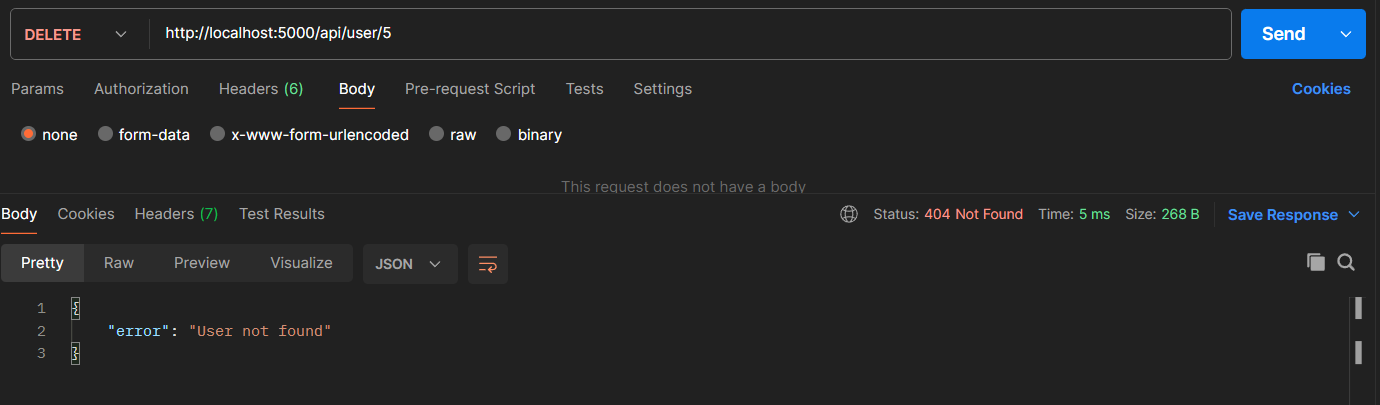 DELETE http://localhost:5000/api/user/5 Send
Params Authorization Headers (6) Body Pre-request Script Tests Settings Cookies
none form-data x-www-form-urlencoded raw binary
This request does not have a body
Body Cookies Headers (7) Test Results Status: 404 Not Found Time: 5 ms Size: 268 B Save Response
Pretty Raw Preview Visualize JSON
1 {
2 "error": "User not found"
3 }